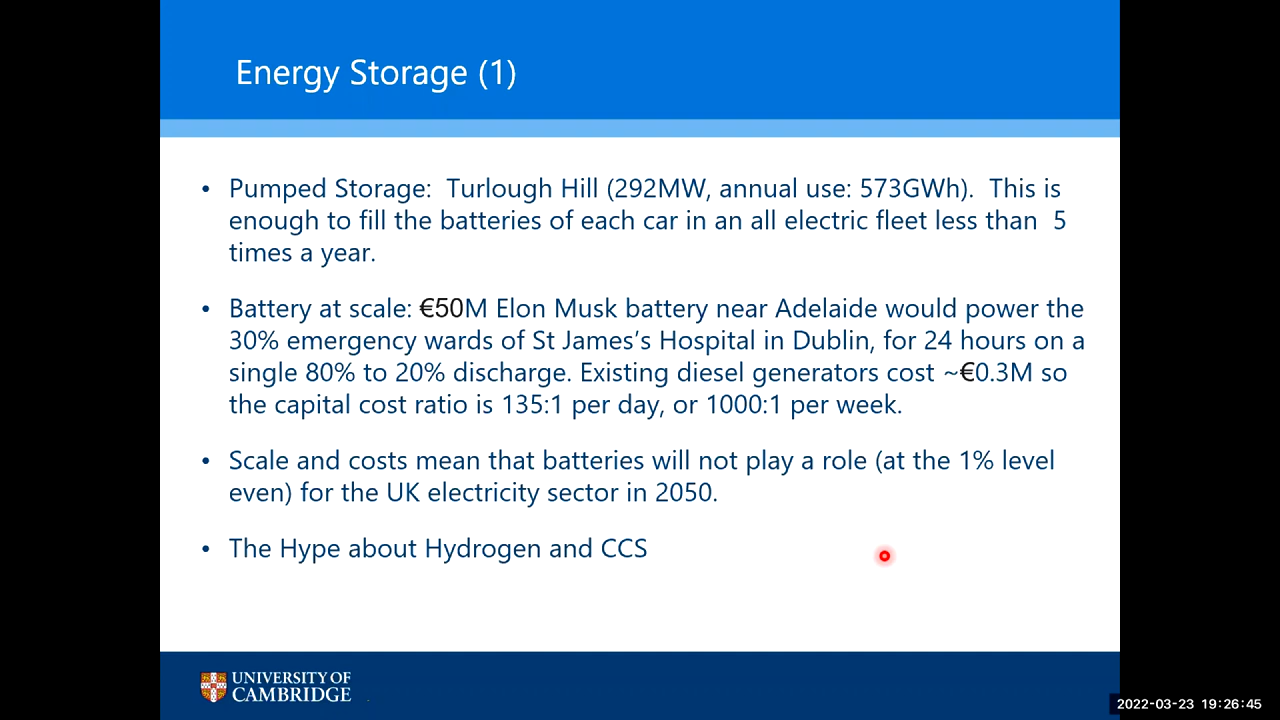 Energy Storage (1)
• Pumped Storage:  Turlough Hill (292MW, annual use: 573GWh).  This is
enough to fill the batteries of each car in an all electric fleet less than  5
times a year.
• Battery at scale: €50M Elon Musk battery near Adelaide would power the
30% emergency wards of St James’s Hospital in Dublin, for 24 hours on a
single 80% to 20% discharge. Existing diesel generators cost ~€0.3M so
the capital cost ratio is 135:1 per day, or 1000:1 per week.
• Scale and costs mean that batteries will not play a role (at the 1% level
even) for the UK electricity sector in 2050.
• The Hype about Hydrogen and CCS
UNIVERSITY OF
CAMBRIDGE
2022-03-23 19:26:45